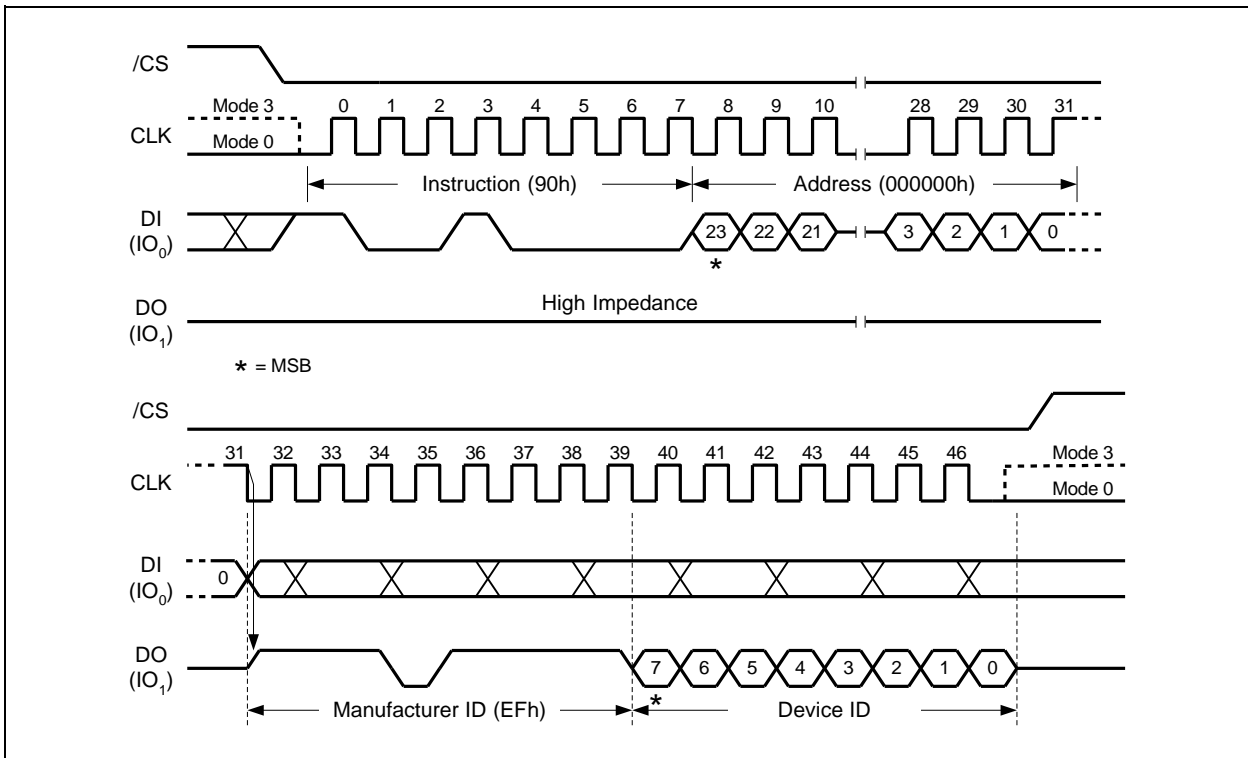 /CS
Mode 3 0 1 2 3 4 5 6 7 8 9 10 28 29 30 31
CLK Mode 0
Instruction (90h) Address (000000h)
DI
(IO0) 23 22 21 3 2 1 0
*
High Impedance
DO
(IO1)
* = MSB
/CS
31 32 33 34 35 36 37 38 39 40 41 42 43 44 45 46 Mode 3
CLK Mode 0
DI
(IO0) 0
DO
(IO1) 7 6 5 4 3 2 1 0
*
Manufacturer ID (EFh) Device ID